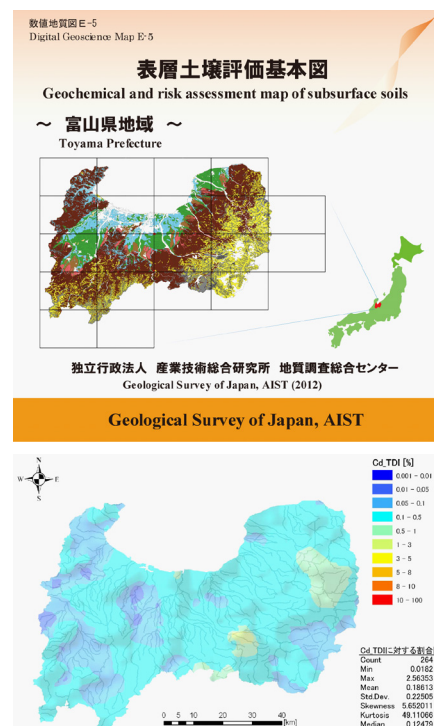 数値地質図E-5
Digital Geoscience Map E-5
表層土壌評価基本図
Geochemical and risk assessment map of subsurface soils
～ 富山県地域 ～
Toyama Prefecture
独立行政法人 産業技術総合研究所 地質調査総合センター
Geological Survey of Japan, AIST (2012)
Geological Survey of Japan, AIST
N
W E
S
Cd_TDI [%]
0.001 - 0.01
0.01 - 0.05
0.05 - 0.1
0.1 - 0.5
0.5 - 1
1 - 3
3 - 5
5 - 8
8 - 10
10 - 100
Cd_TDIに対する割合
Count 264
Min 0.0182
Max 2.56353
Mean 0.18613
Std.Dev. 0.22505
Skewness 5.652011
Kurtosis 49.11066
Median 0.12479
0 5 10 20 30 40
[km]